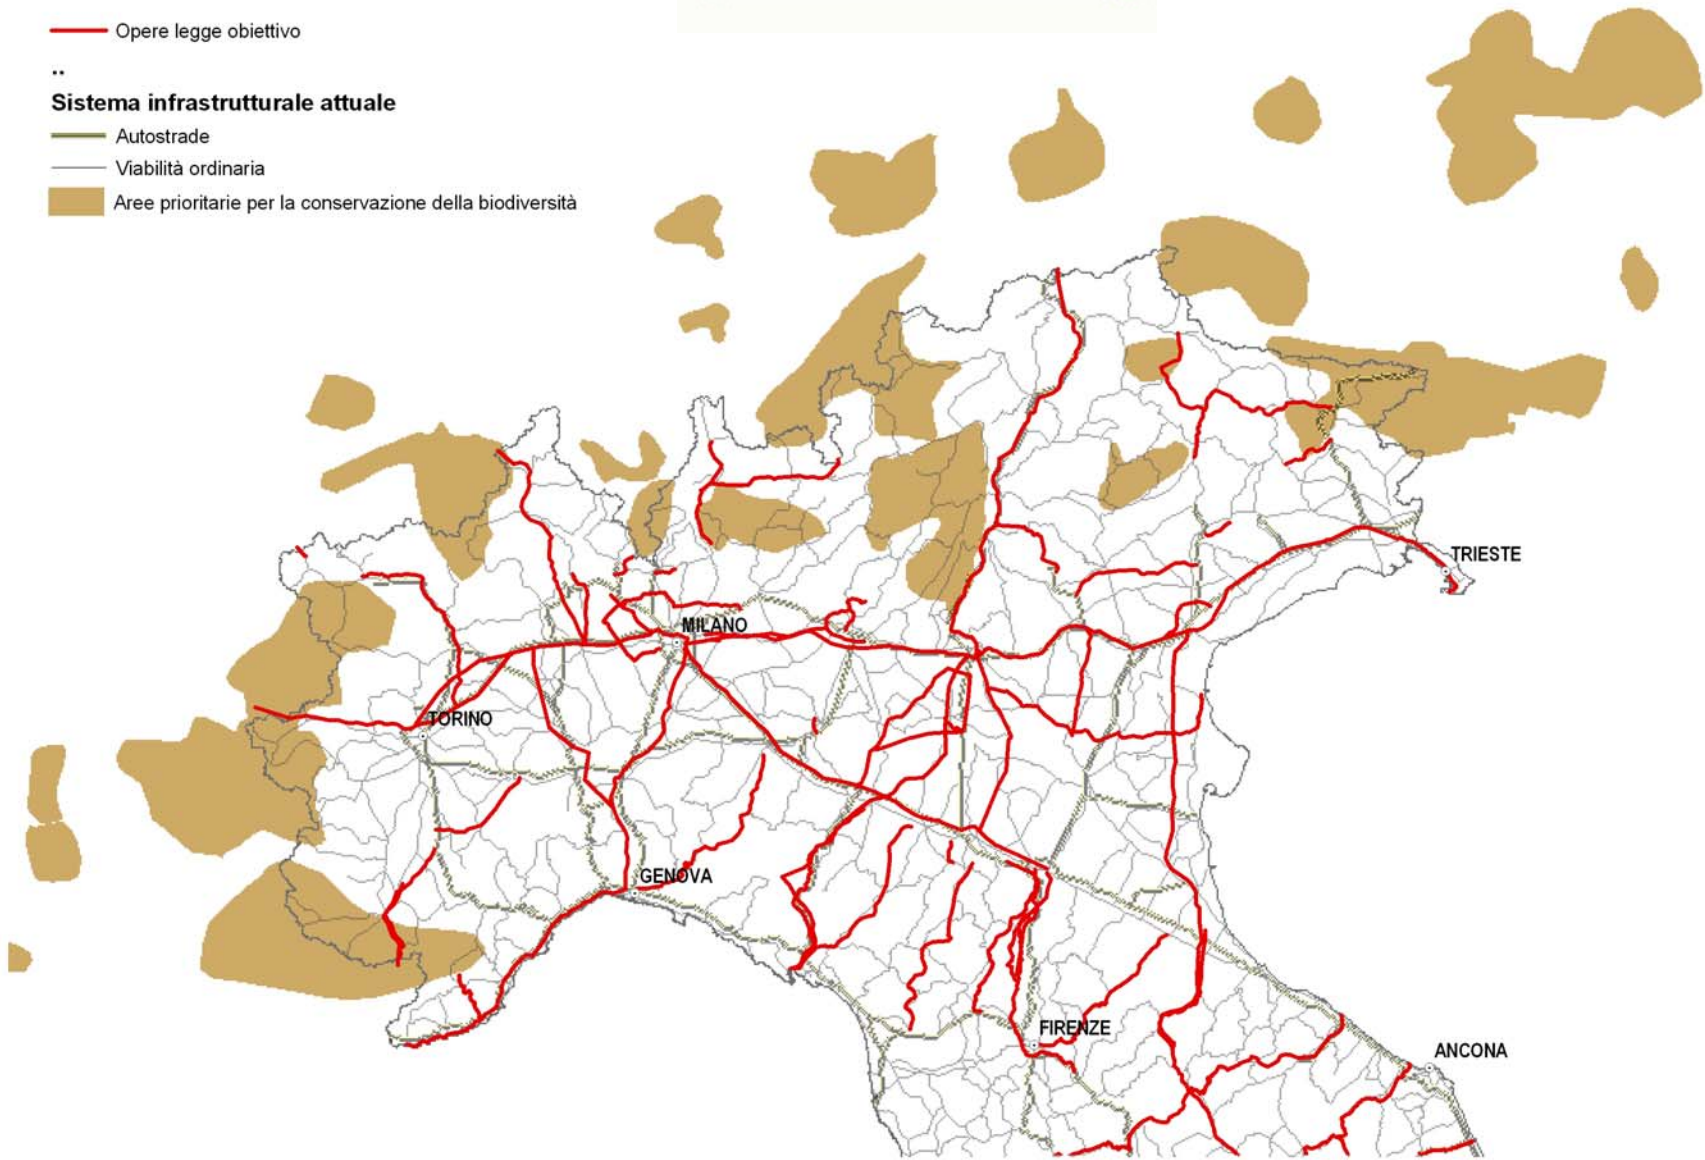 Opere legge obiettivo
..
Sistema infrastrutturale attuale
Autostrade
Viabilità ordinaria
Aree prioritarie per la conservazione della biodiversità
TRIESTE
MILANO
TORINO
GENOVA
FIRENZE
ANCONA